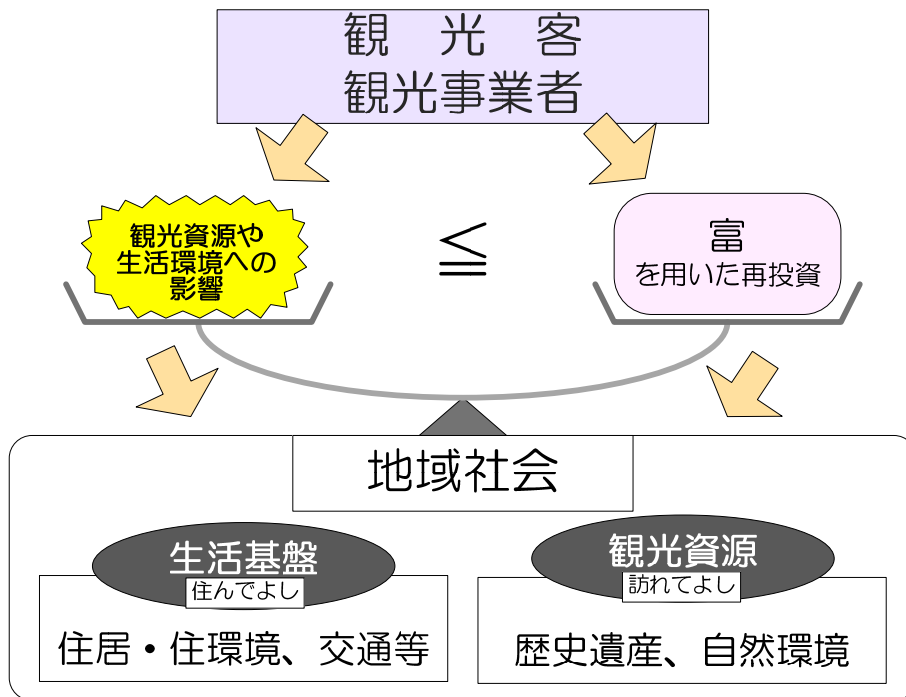 観　光　客
観光事業者
観光資源や
生活環境への
影響
≦
富
を用いた再投資
地域社会
生活基盤
住んでよし
住居・住環境、交通等
観光資源
訪れてよし
歴史遺産、自然環境